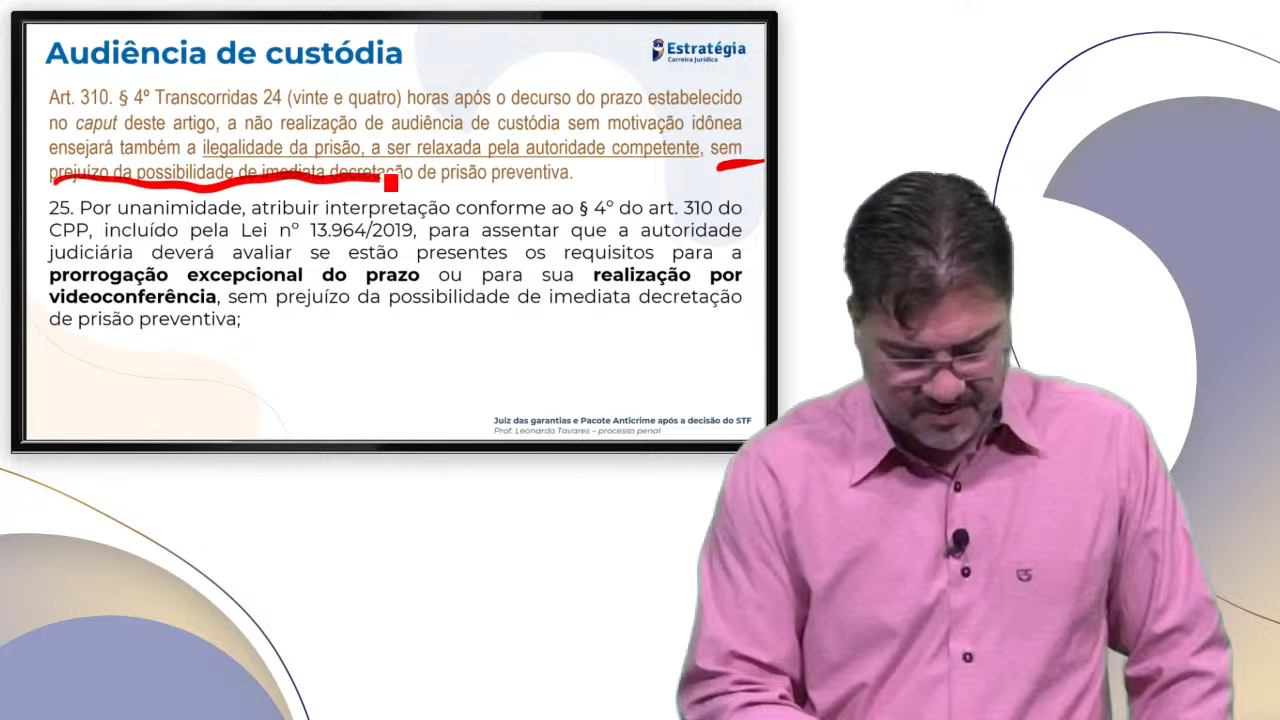 Audiência de custódia
Estratégia
Carreira Jurídica
Art. 310. § 4º Transcorridas 24 (vinte e quatro) horas após o decurso do prazo estabelecido
no caput deste artigo, a não realização de audiência de custódia sem motivação idônea
ensejará também a ilegalidade da prisão, a ser relaxada pela autoridade competente, sem
prejuízo da possibilidade de imediata decretação de prisão preventiva.
25. Por unanimidade, atribuir interpretação conforme ao § 4º do art. 310 do
CPP, incluído pela Lei nº 13.964/2019, para assentar que a autoridade
judiciária deverá avaliar se estão presentes os requisitos para a
prorrogação excepcional do prazo ou para sua realização por
videoconferência, sem prejuízo da possibilidade de imediata decretação
de prisão preventiva;
Juiz das garantias e Pacote Anticrime após a decisão do STF
Prof. Leonardo Tavares – processo penal